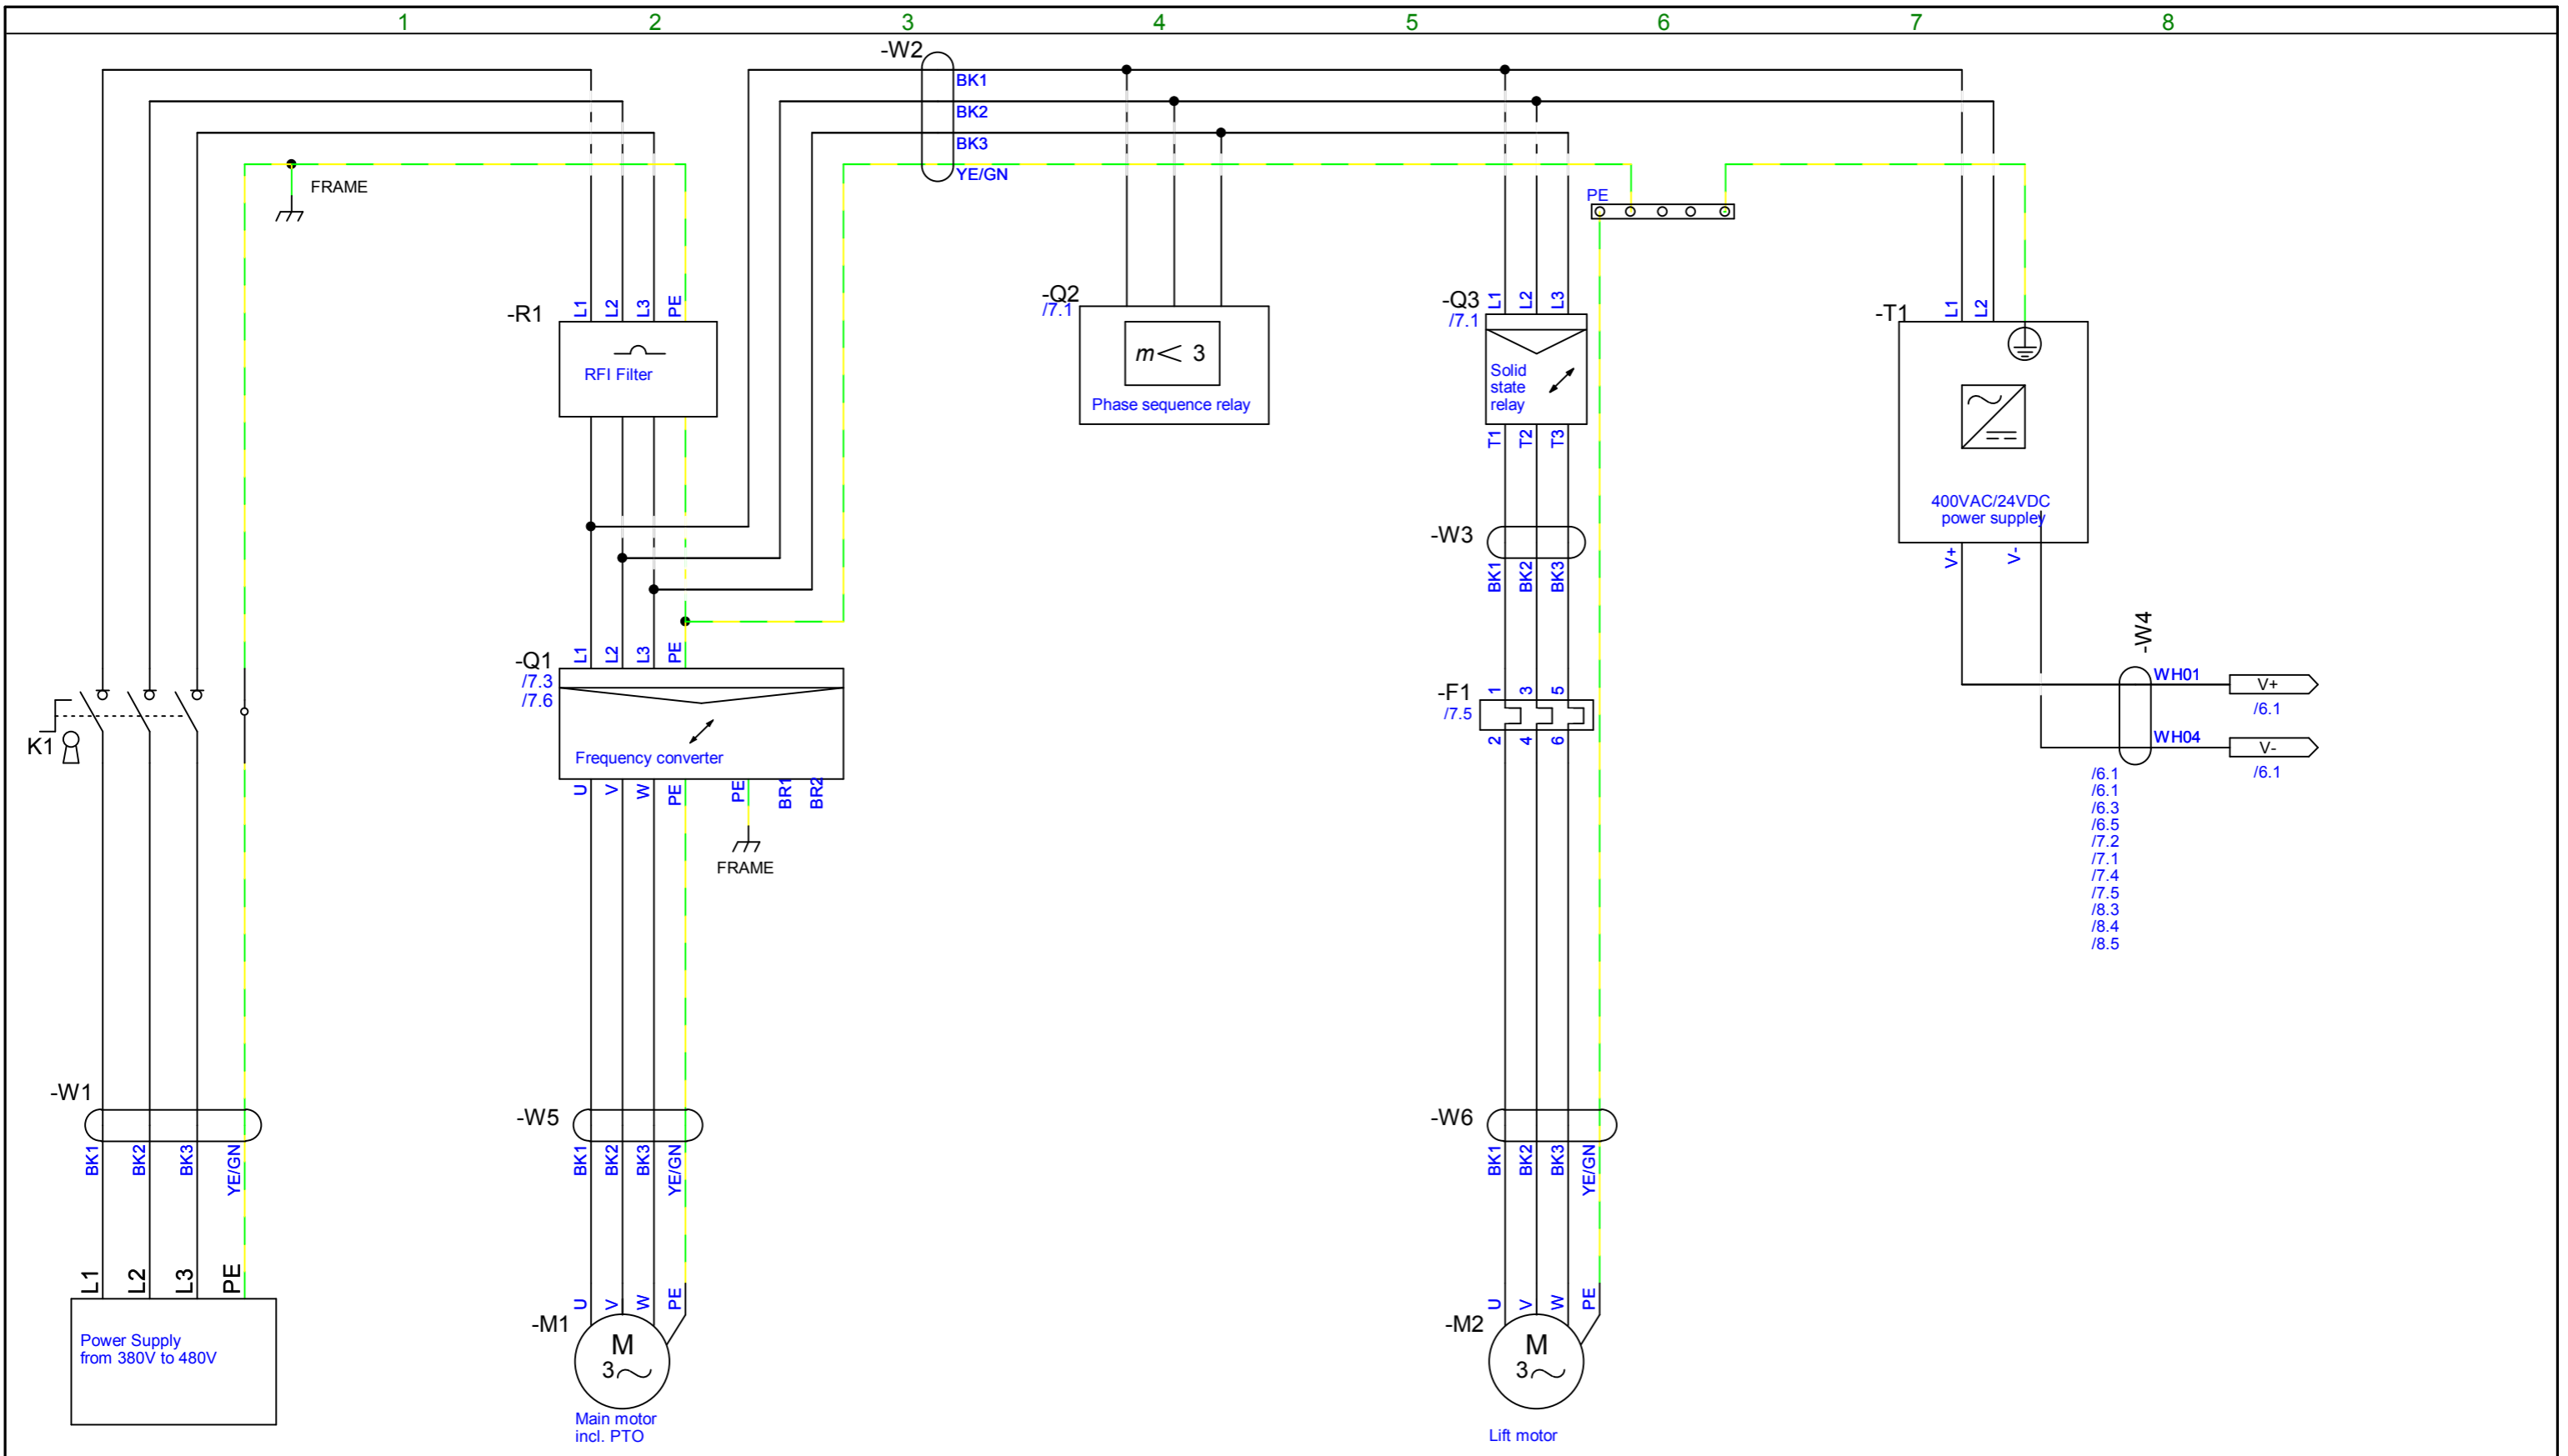 1 2 3 4 5 6 7 8
-W2
BK1
BK2
BK3
YE/GN
FRAME
PE
-R1
L1 L2 L3 PE
RFI Filter
-Q2
/7.1
m< 3
Phase sequence relay
-Q3
/7.1
L1 L2 L3
Solid
state
relay
T1 T2 T3
-T1
L1 L2
400VAC/24VDC
power suppley
V+ V-
-W3
BK1 BK2 BK3
-W4
WH01
V+
/6.1
WH04
V-
/6.1
/6.1
/6.1
/6.3
/6.5
/7.2
/7.1
/7.4
/7.5
/8.3
/8.4
/8.5
-Q1
/7.3
/7.6
L1 L2 L3 PE
Frequency converter
U V W PE PE BR1 BR2
FRAME
-F1
/7.5
1 3 5
2 4 6
K1
-W1
BK1 BK2 BK3 YE/GN
-W5
BK1 BK2 BK3 YE/GN
-W6
BK1 BK2 BK3 YE/GN
L1 L2 L3 PE
Power Supply
from 380V to 480V
U V W PE
-M1
M
3
Main motor
incl. PTO
U V W PE
-M2
M
3
Lift motor